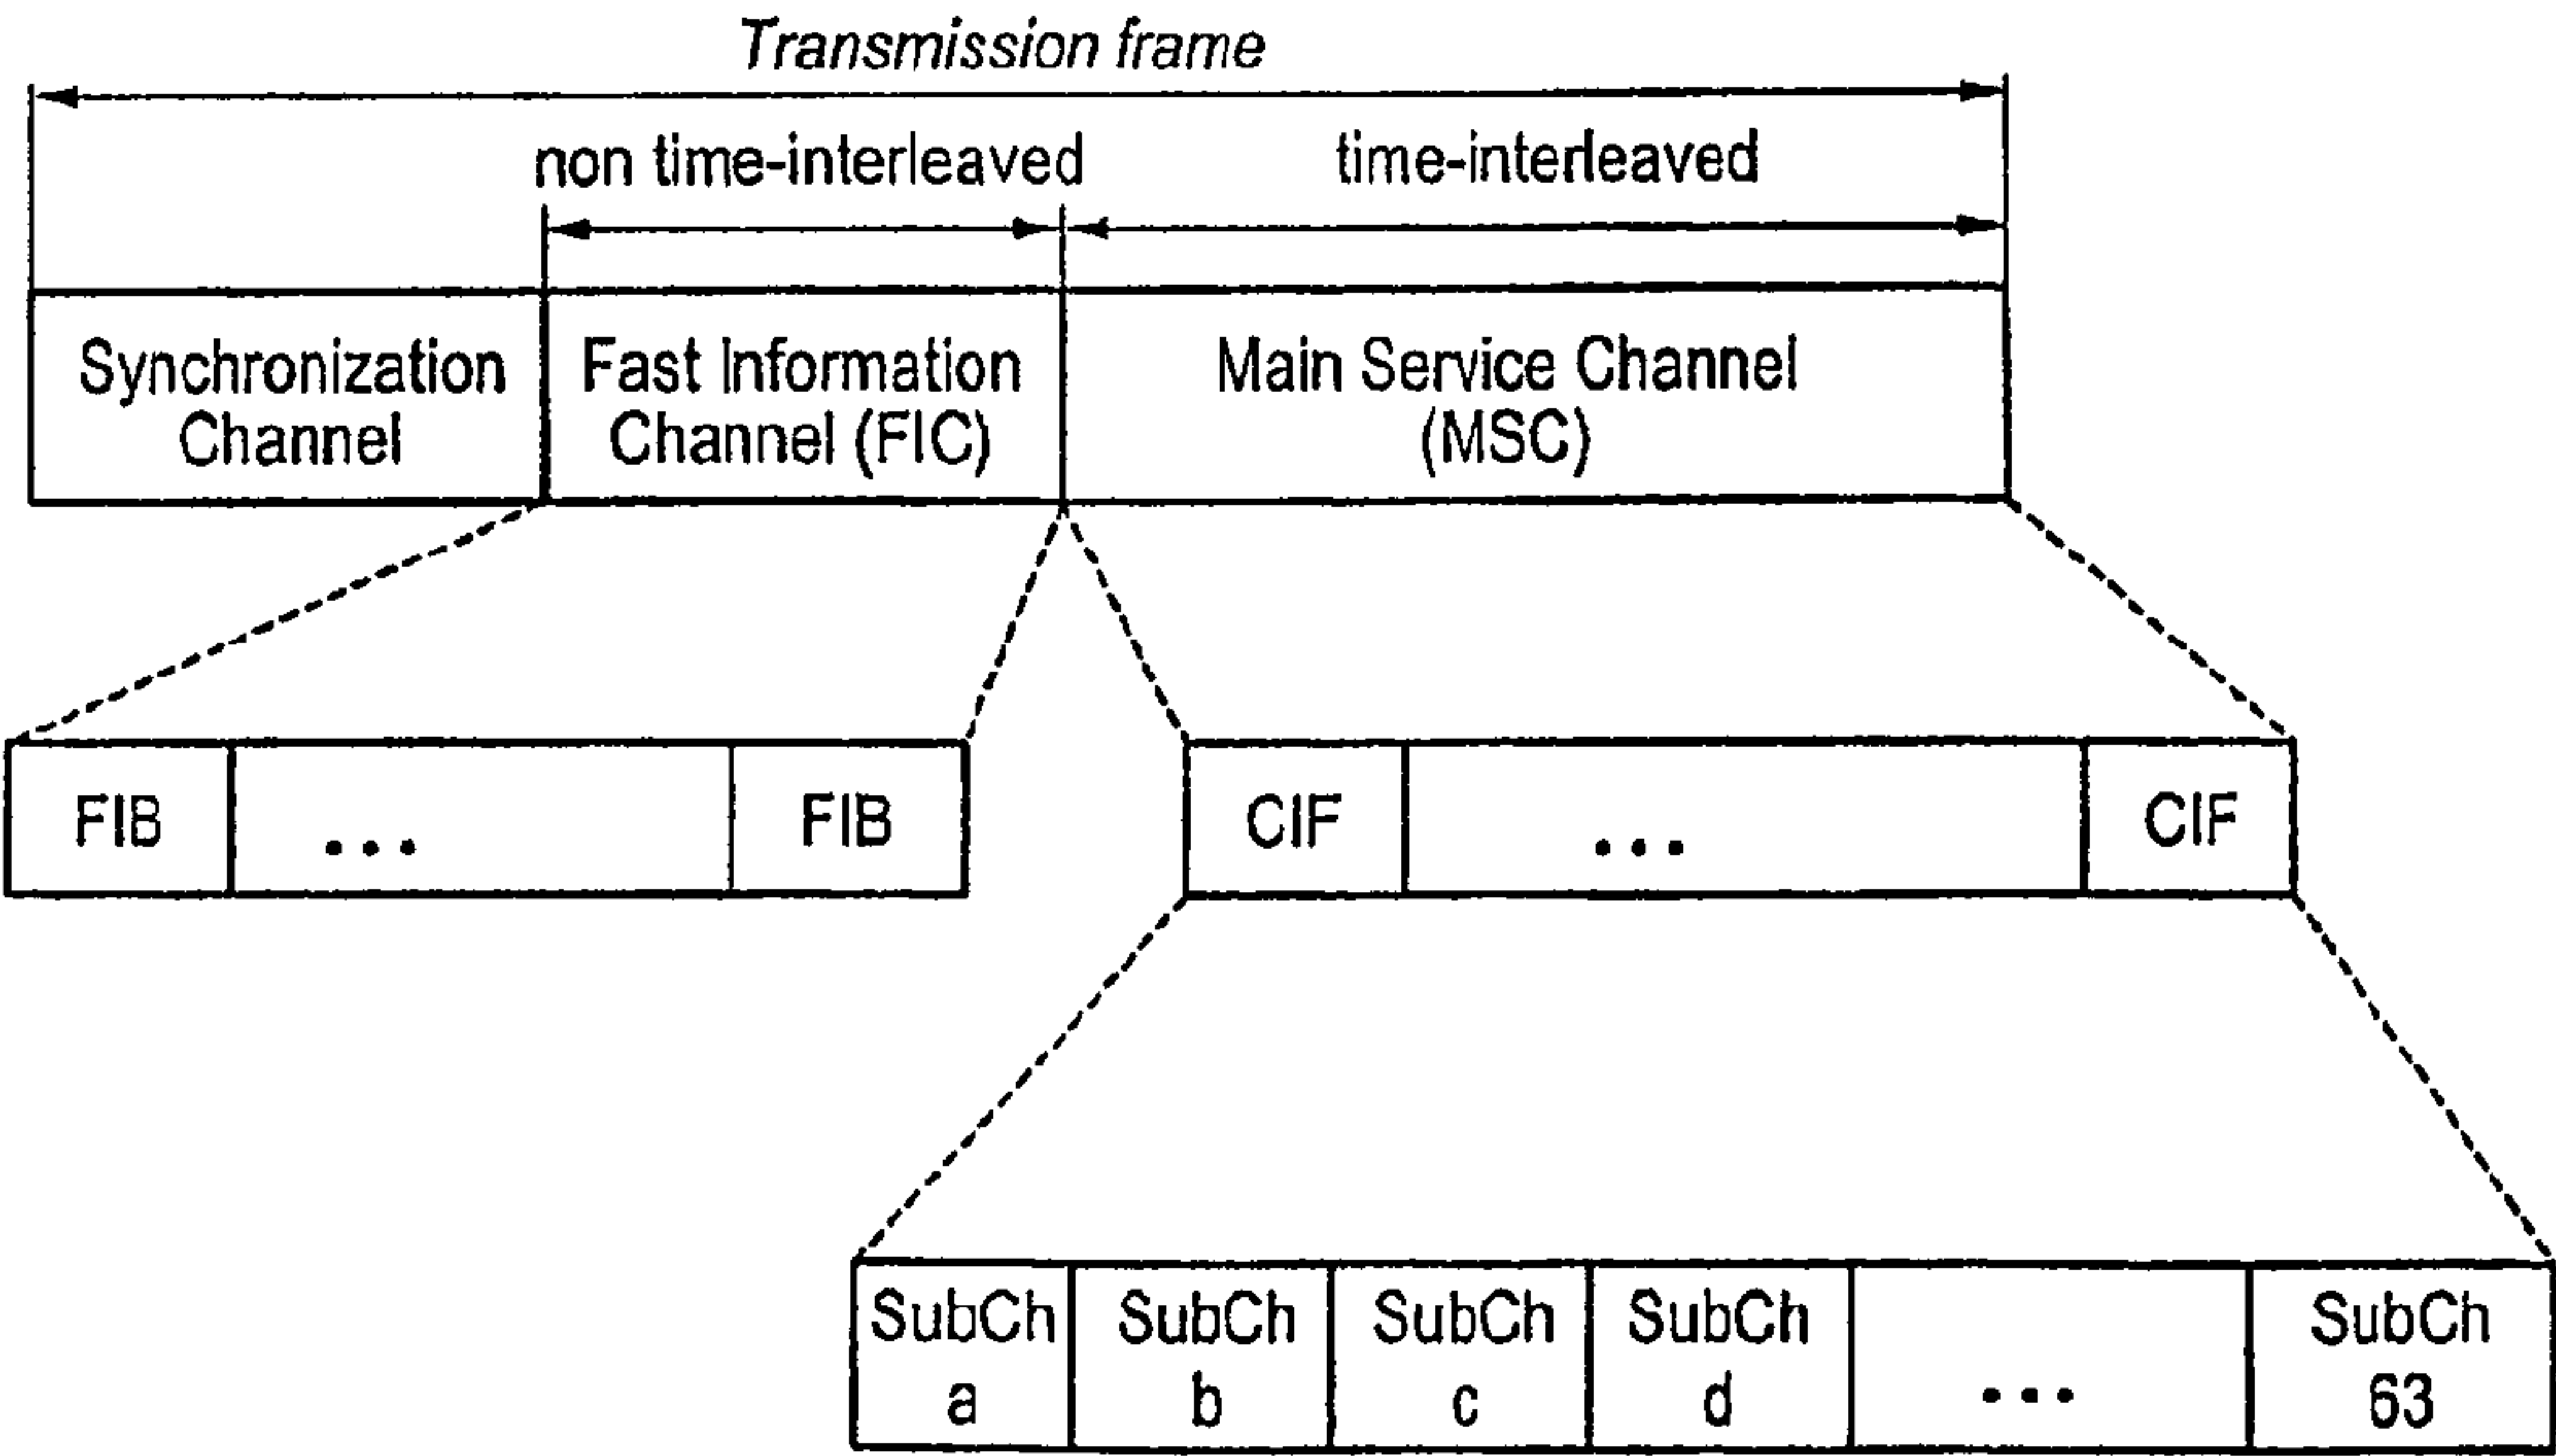 Transmission frame
non time-interleaved
time-interleaved
Synchronization
Channel
Fast Information
Channel (FIC)
Main Service Channel
(MSC)
FIB
...
FIB
CIF
...
CIF
SubCh
a
SubCh
b
SubCh
c
SubCh
d
...
SubCh
63